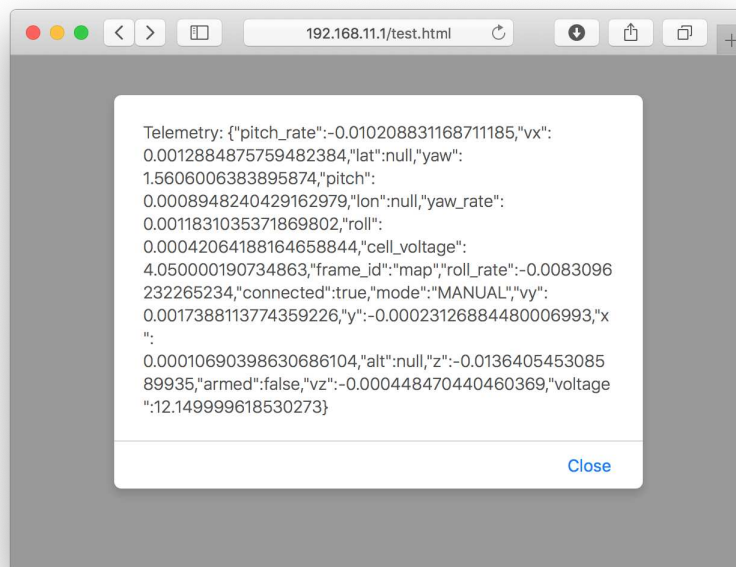 192.168.11.1/test.html
Telemetry: {"pitch_rate":-0.010208831168711185,"vx":
0.0012884875759482384,"lat":null,"yaw":
1.5606006383895874,"pitch":
0.0008948240429162979,"lon":null,"yaw_rate":
0.0011831035371869802,"roll":
0.00042064188164658844,"cell_voltage":
4.050000190734863,"frame_id":"map","roll_rate":-0.0083096
232265234,"connected":true,"mode":"MANUAL","vy":
0.0017388113774359226,"y":-0.00023126884480006993,"x
":
0.00010690398630686104,"alt":null,"z":-0.0136405453085
89935,"armed":false,"vz":-0.000448470440460369,"voltage
":12.149999618530273}
Close